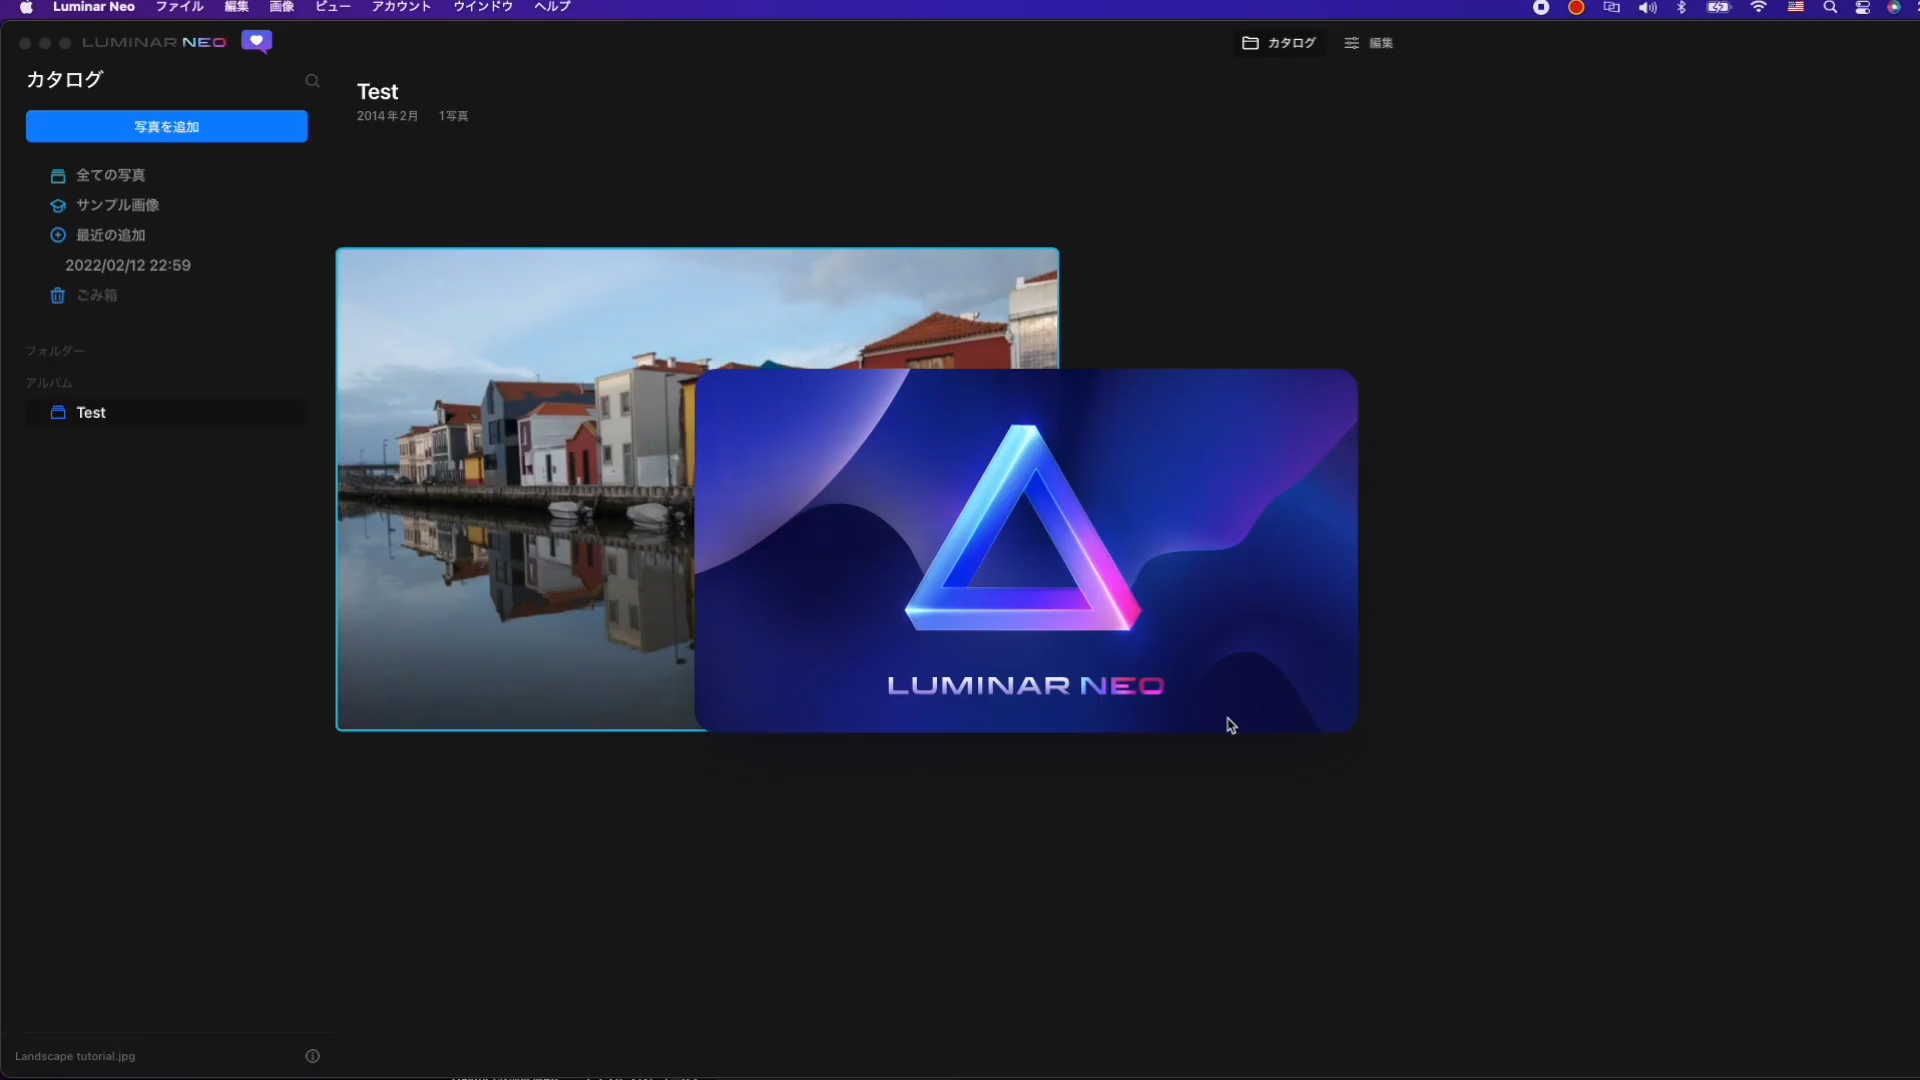 Luminar Neo ファイル 編集 画像 ビュー アカウント ウインドウ ヘルプ
LUMINAR NEO
カタログ 編集
カタログ
Test
2014年2月 1写真
写真を追加
全ての写真
サンプル画像
最近の追加
2022/02/12 22:59
ごみ箱
フォルダー
アルバム
Test
LUMINAR NEO
Landscape tutorial.jpg